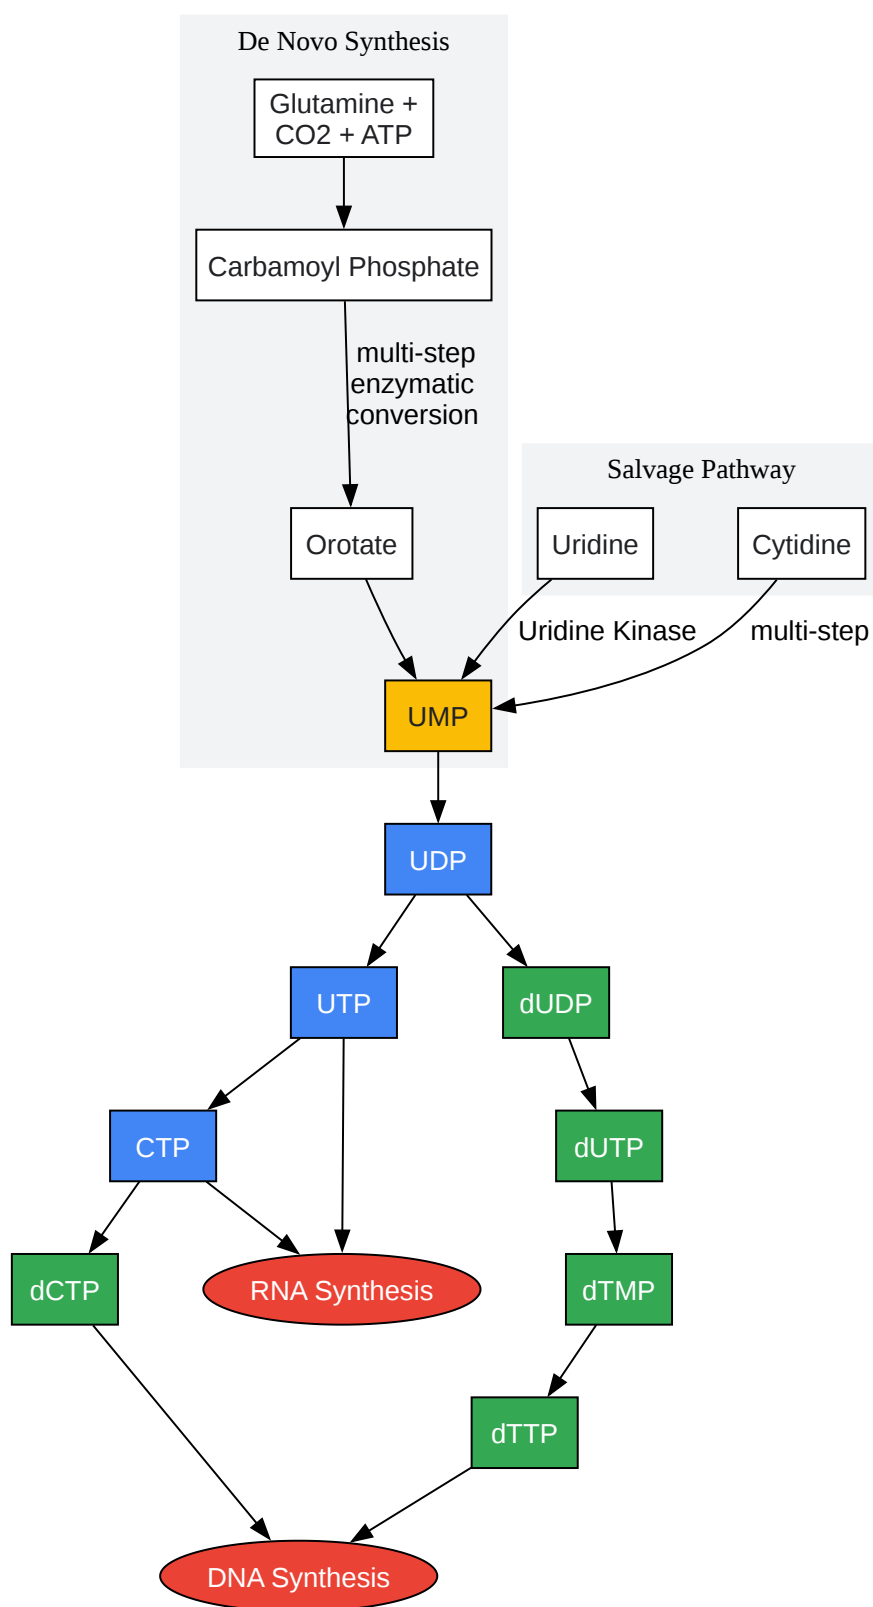 De Novo Synthesis
Glutamine +
CO2 + ATP
Carbamoyl Phosphate
multi-step
enzymatic
conversion
Salvage Pathway
Orotate
Uridine
Cytidine
Uridine Kinase
multi-step
UMP
UDP
UTP
dUDP
CTP
dUTP
dCTP
RNA Synthesis
dTMP
dTTP
DNA Synthesis